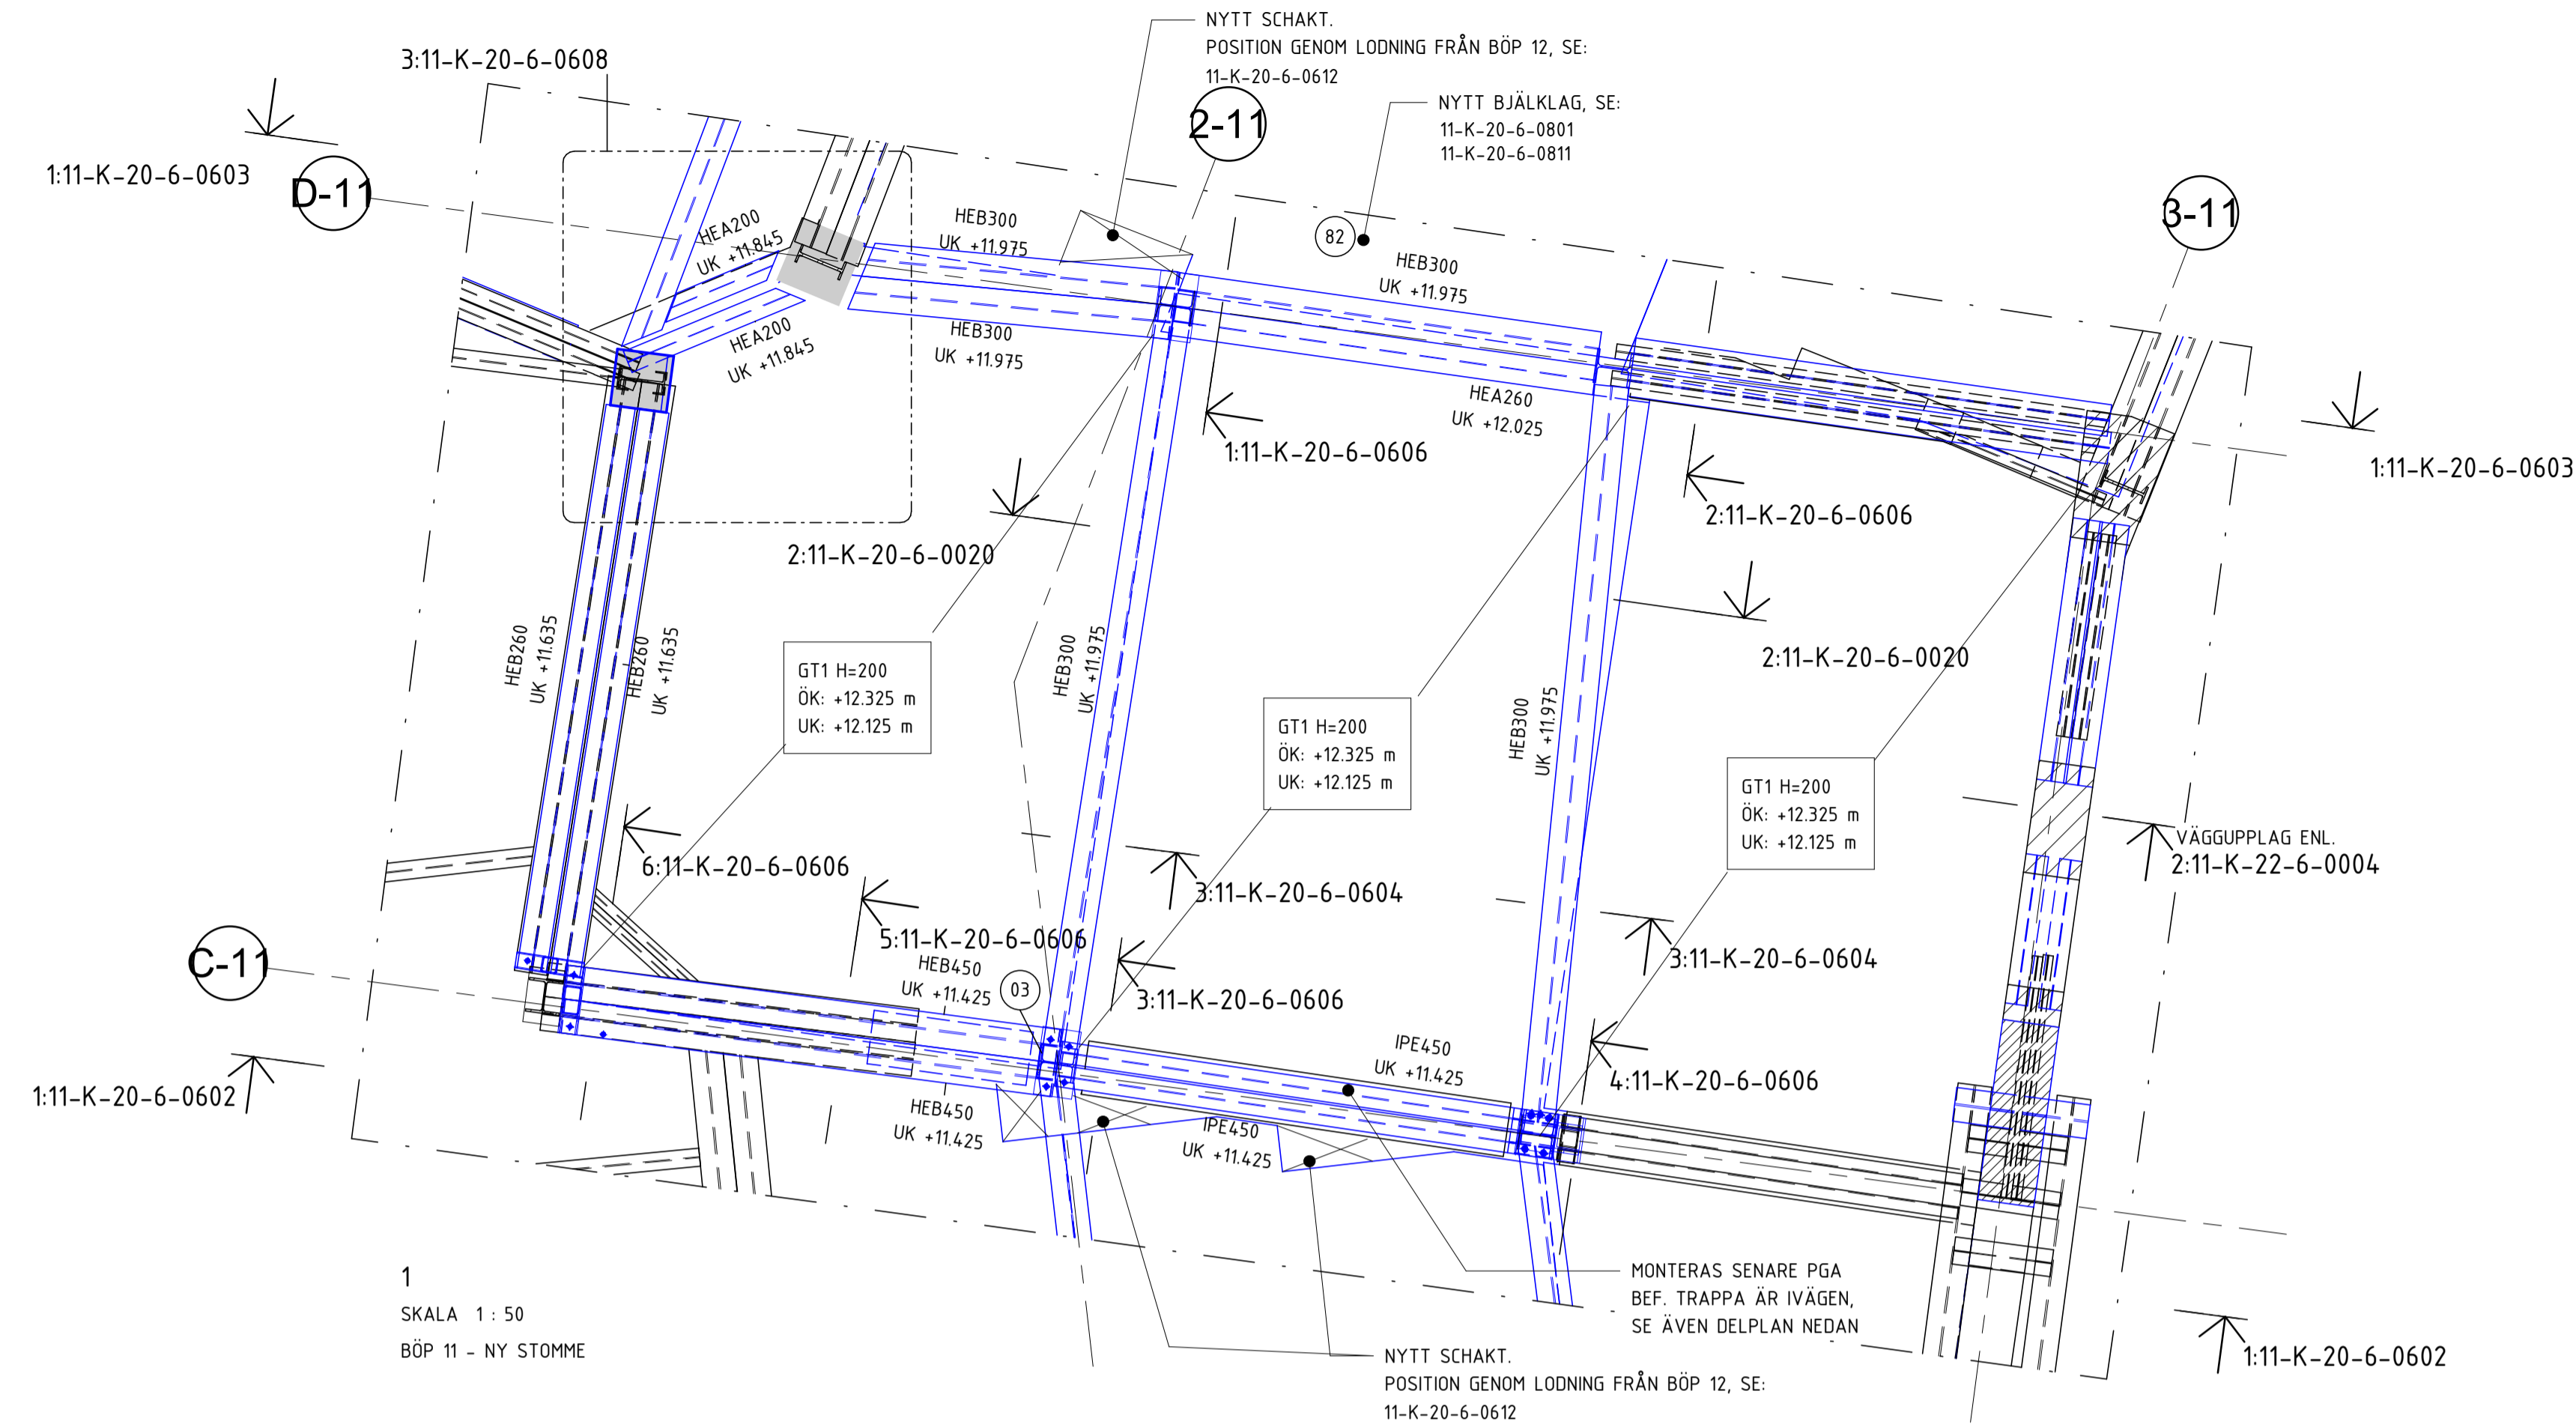 NYTT SCHAKT.
POSITION GENOM LODNING FRÅN BÖP 12, SE:
11-K-20-6-0612
3:11-K-20-6-0608
NYTT BJÄLKLAG, SE:
11-K-20-6-0801
11-K-20-6-0811
2-11
1:11-K-20-6-0603
D-11
3-11
82
HEA200
UK +11.845
HEB300
UK +11.975
HEB300
UK +11.975
HEA200
UK +11.845
HEB300
UK +11.975
HEA260
UK +12.025
1:11-K-20-6-0606
1:11-K-20-6-0603
2:11-K-20-6-0606
2:11-K-20-6-0020
2:11-K-20-6-0020
HEB260
UK +11.635
HEB260
UK +11.635
HEB300
UK +11.975
HEB300
UK +11.975
GT1 H=200
ÖK: +12.325 m
UK: +12.125 m
GT1 H=200
ÖK: +12.325 m
UK: +12.125 m
GT1 H=200
ÖK: +12.325 m
UK: +12.125 m
VÄGGUPPLAG ENL.
2:11-K-22-6-0004
6:11-K-20-6-0606
3:11-K-20-6-0604
5:11-K-20-6-0606
3:11-K-20-6-0604
C-11
HEB450
UK +11.425
03
3:11-K-20-6-0606
IPE450
UK +11.425
4:11-K-20-6-0606
1:11-K-20-6-0602
HEB450
UK +11.425
IPE450
UK +11.425
MONTERAS SENARE PGA
BEF. TRAPPA ÄR IVÄGEN,
SE ÄVEN DELPLAN NEDAN
1
SKALA 1 : 50
BÖP 11 - NY STOMME
NYTT SCHAKT.
POSITION GENOM LODNING FRÅN BÖP 12, SE:
11-K-20-6-0612
1:11-K-20-6-0602